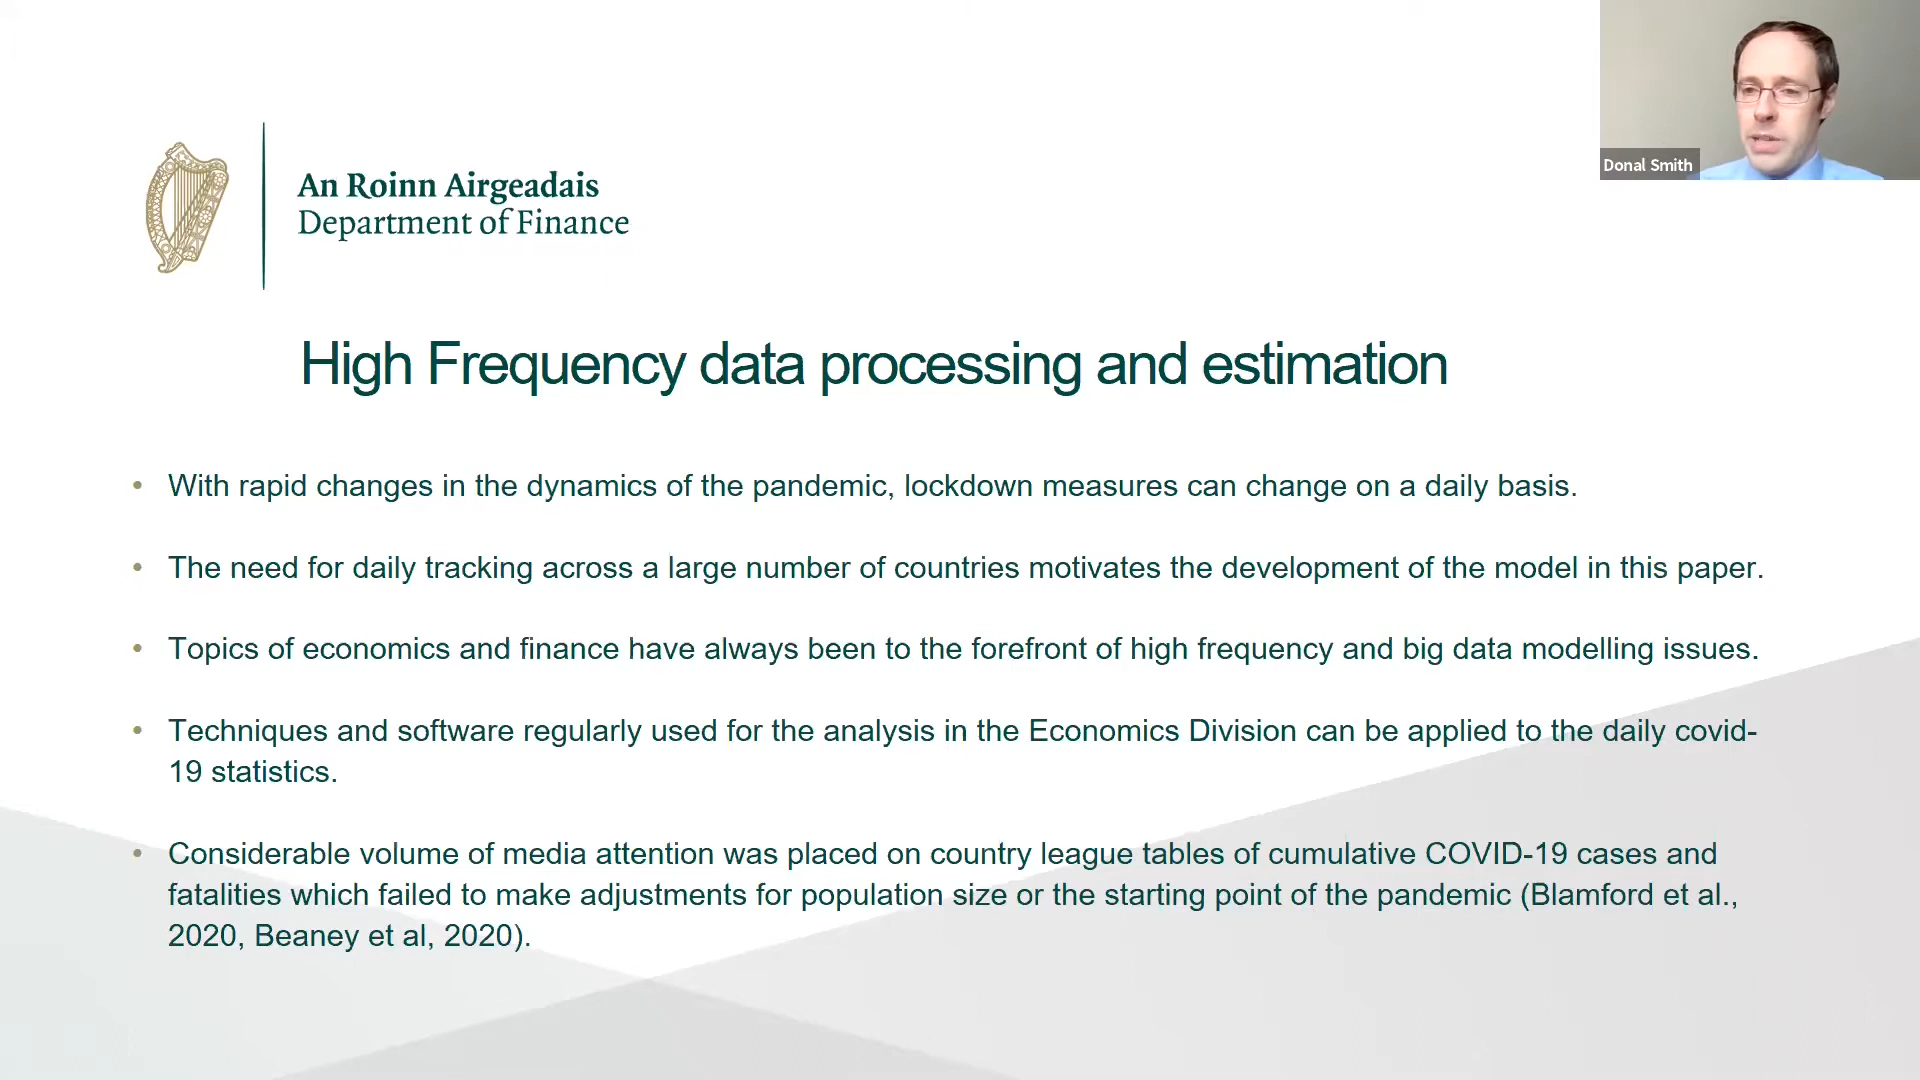 Donal Smith
An Roinn Airgeadais
Department of Finance
High Frequency data processing and estimation
• With rapid changes in the dynamics of the pandemic, lockdown measures can change on a daily basis.
• The need for daily tracking across a large number of countries motivates the development of the model in this paper.
• Topics of economics and finance have always been to the forefront of high frequency and big data modelling issues.
• Techniques and software regularly used for the analysis in the Economics Division can be applied to the daily covid-
19 statistics.
• Considerable volume of media attention was placed on country league tables of cumulative COVID-19 cases and
fatalities which failed to make adjustments for population size or the starting point of the pandemic (Blamford et al.,
2020, Beaney et al, 2020).